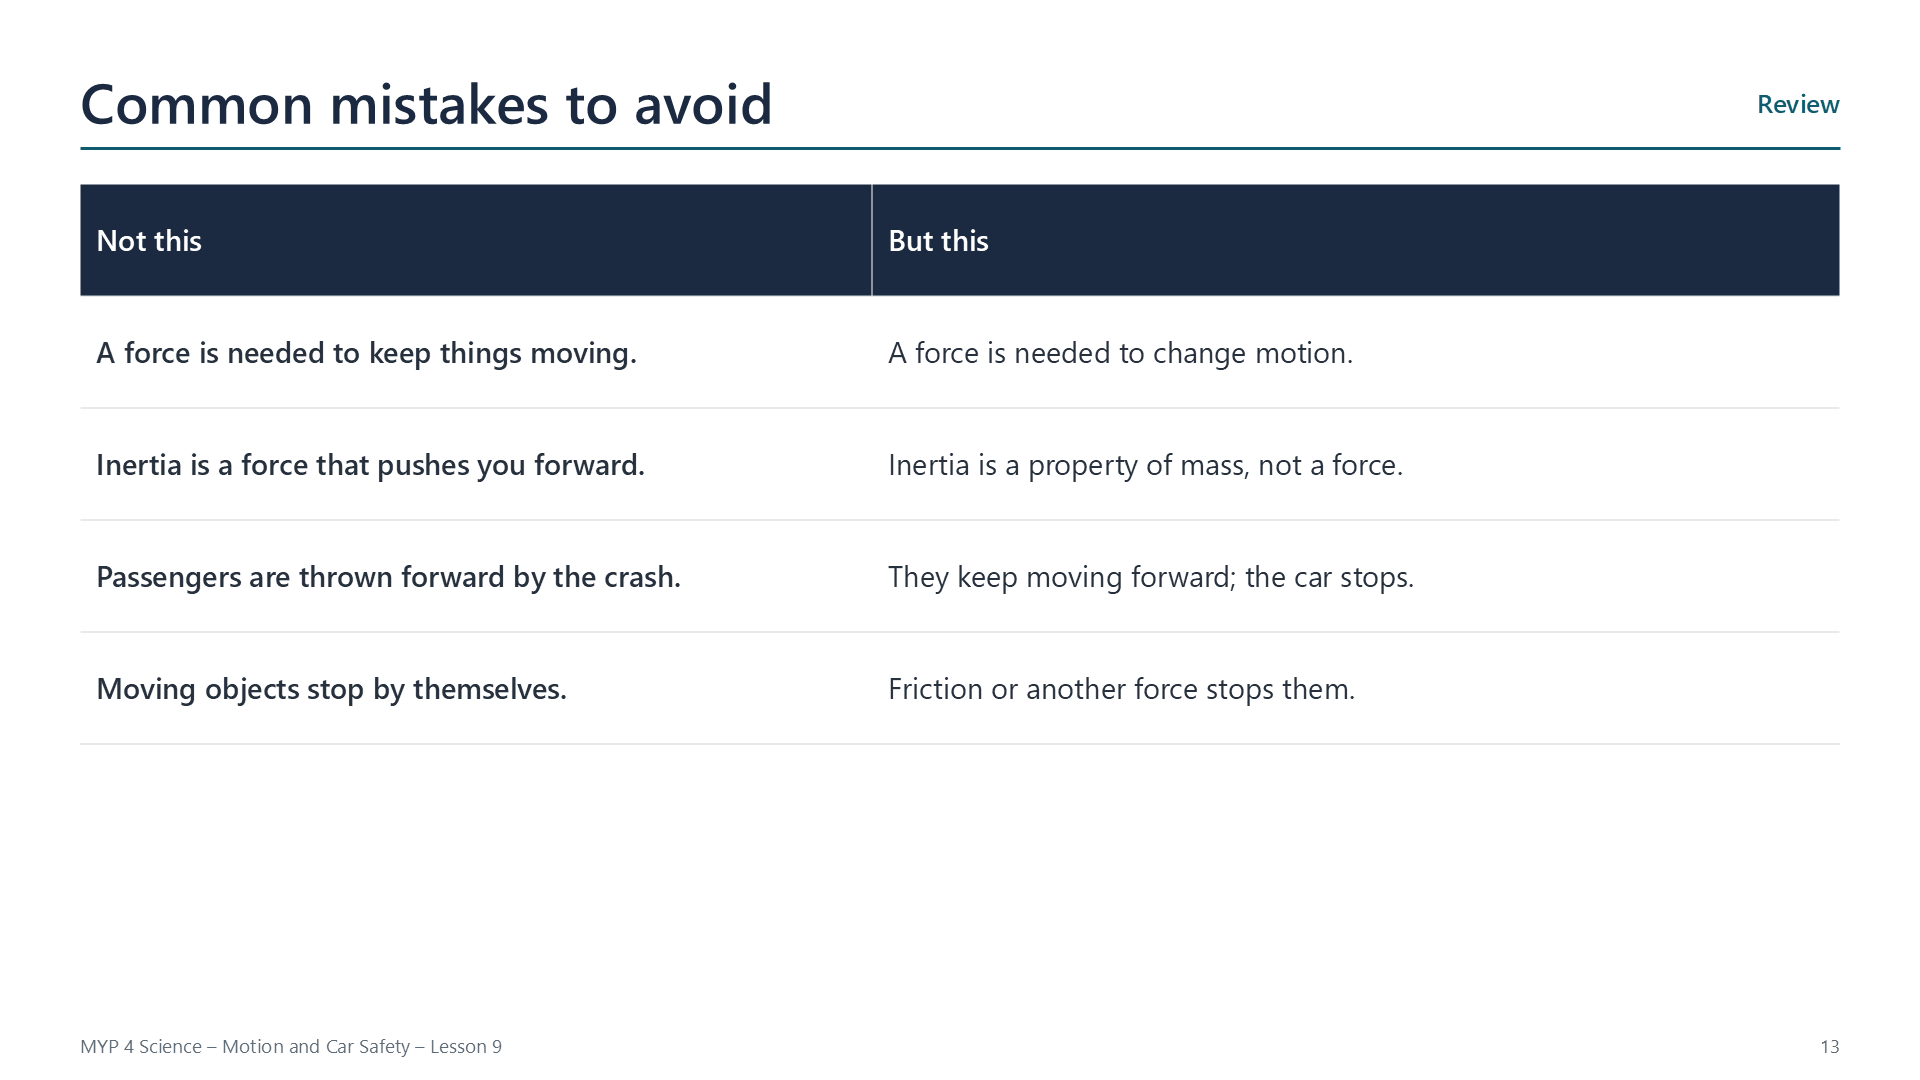 Common mistakes to avoid
Review
Not this
But this
A force is needed to keep things moving.
A force is needed to change motion.
Inertia is a force that pushes you forward.
Inertia is a property of mass, not a force.
Passengers are thrown forward by the crash.
They keep moving forward; the car stops.
Moving objects stop by themselves.
Friction or another force stops them.
MYP 4 Science – Motion and Car Safety – Lesson 9
13